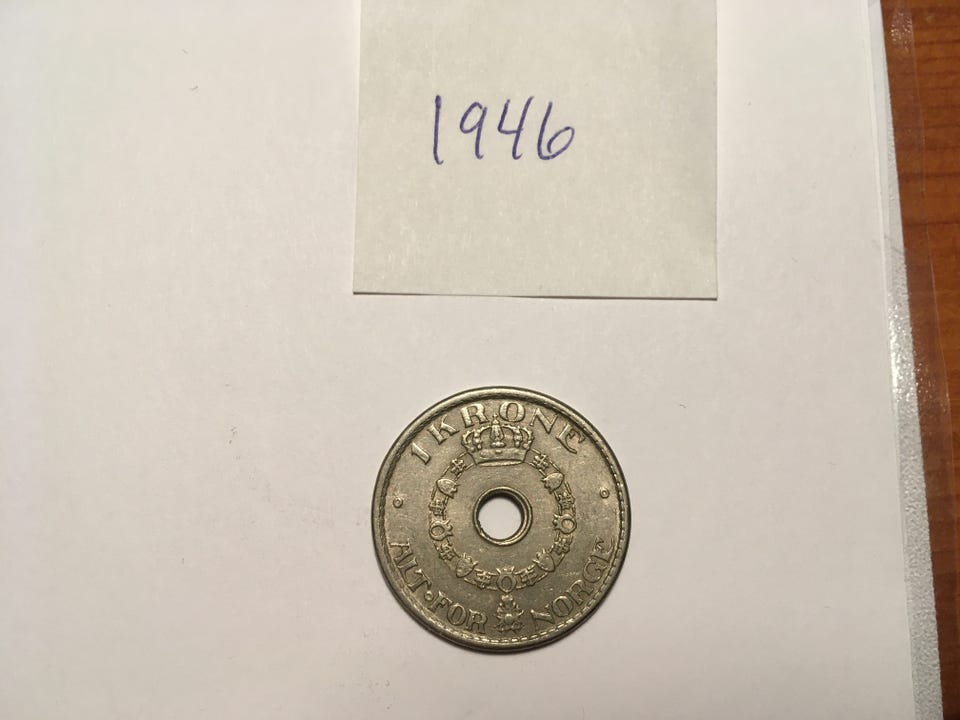 1946
1 KRONE
ALT • FOR NORGE